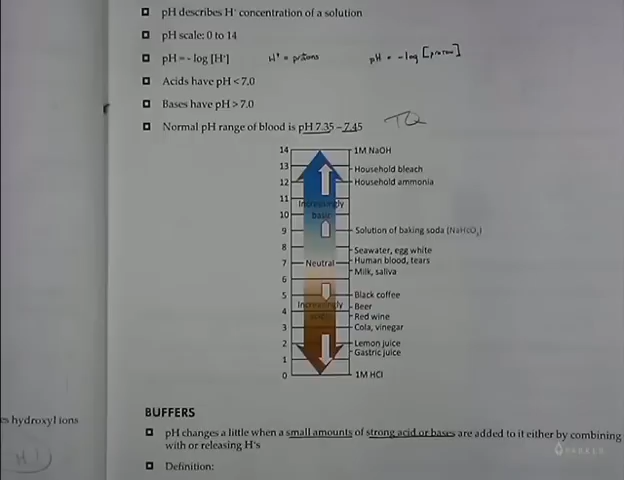 pH describes H⁺ concentration of a solution
pH scale: 0 to 14
pH = - log [H⁺] H⁺ = protons pH = -log [proton]
Acids have pH < 7.0
Bases have pH > 7.0
Normal pH range of blood is pH 7.35 – 7.45 TQ
14 1M NaOH
13 Household bleach
12 Household ammonia
11 Increasingly
10 basic
9 Solution of baking soda (NaHCO₃)
8 Seawater, egg white
7 Neutral Human blood, tears
6 Milk, saliva
5 Black coffee
4 Increasingly Beer
3 Red wine
Cola, vinegar
2 Lemon juice
1 Gastric juice
0 1M HCl
BUFFERS
es hydroxyl ions
pH changes a little when a small amounts of strong acid or bases are added to it either by combining
with or releasing H's
Definition: